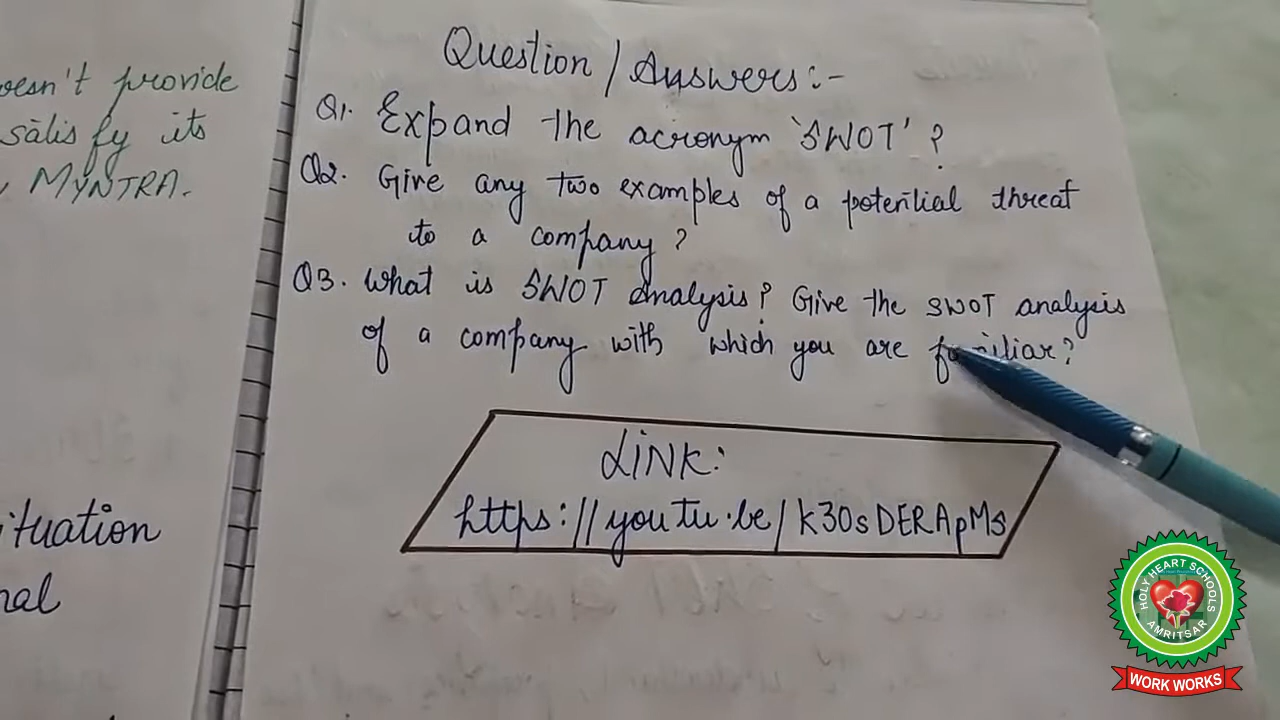 oesn't provide
satisfy its
MYNTRA.
ituation
nal
Question / Answers:-
Q1. Expand the acronym 'SWOT' ?
Q2. Give any two examples of a potential threat
to a company ?
Q3. What is SWOT analysis? Give the SWOT analysis
of a company with which you are familiar?
LINK:
https://youtu.be/k30sDERApMs
HOLY HEART SCHOOLS
AMRITSAR
WORK WORKS